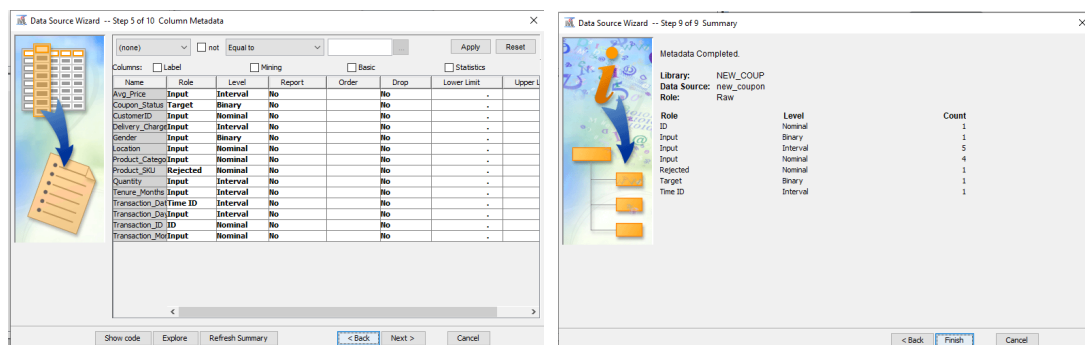 Data Source Wizard -- Step 5 of 10 Column Metadata
(none) not Equal to ... Apply Reset
Columns: Label Mining Basic Statistics
Name Role Level Report Order Drop Lower Limit Upper L
Avg_Price Input Interval No No .
Coupon_Status Target Binary No No .
CustomerID Input Nominal No No .
Delivery_Charge Input Interval No No .
Gender Input Binary No No .
Location Input Nominal No No .
Product_Catego Input Nominal No No .
Product_SKU Rejected Nominal No No .
Quantity Input Interval No No .
Tenure_Months Input Interval No No .
Transaction_Dat Time ID Interval No No .
Transaction_Day Input Interval No No .
Transaction_ID ID Nominal No No .
Transaction_Mon Input Nominal No No .
Show code Explore Refresh Summary < Back Next > Cancel
Data Source Wizard -- Step 9 of 9 Summary
Metadata Completed.
Library: NEW_COUP
Data Source: new_coupon
Role: Raw
Role Level Count
ID Nominal 1
Input Binary 1
Input Interval 5
Input Nominal 4
Rejected Nominal 1
Target Binary 1
Time ID Interval 1
< Back Finish Cancel